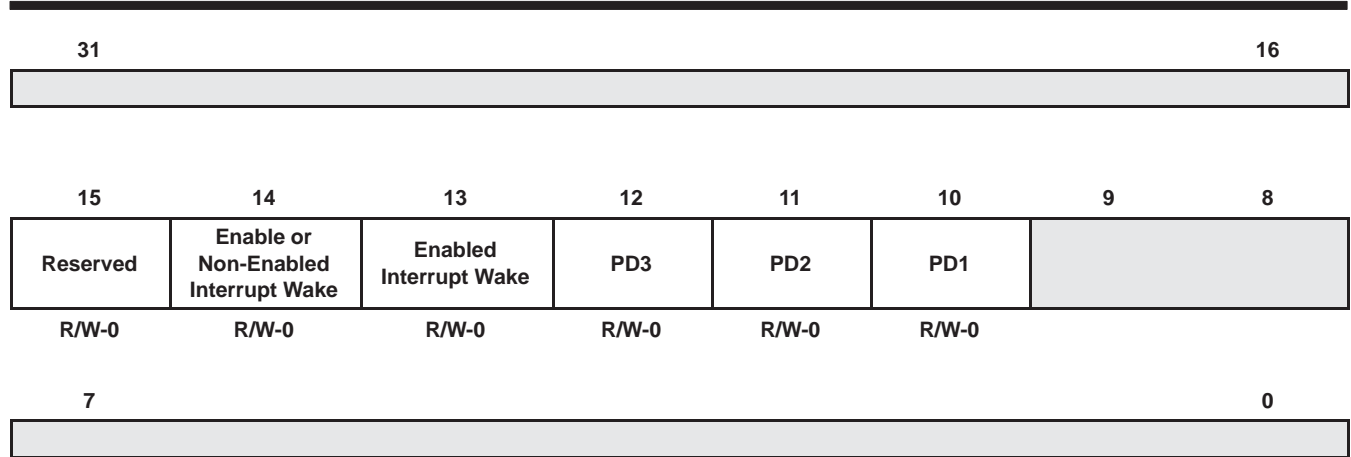 31 16
15 14 13 12 11 10 9 8
Reserved
Enable or
Non-Enabled
Interrupt Wake
Enabled
Interrupt Wake
PD3
PD2
PD1
R/W-0 R/W-0 R/W-0 R/W-0 R/W-0 R/W-0
7 0